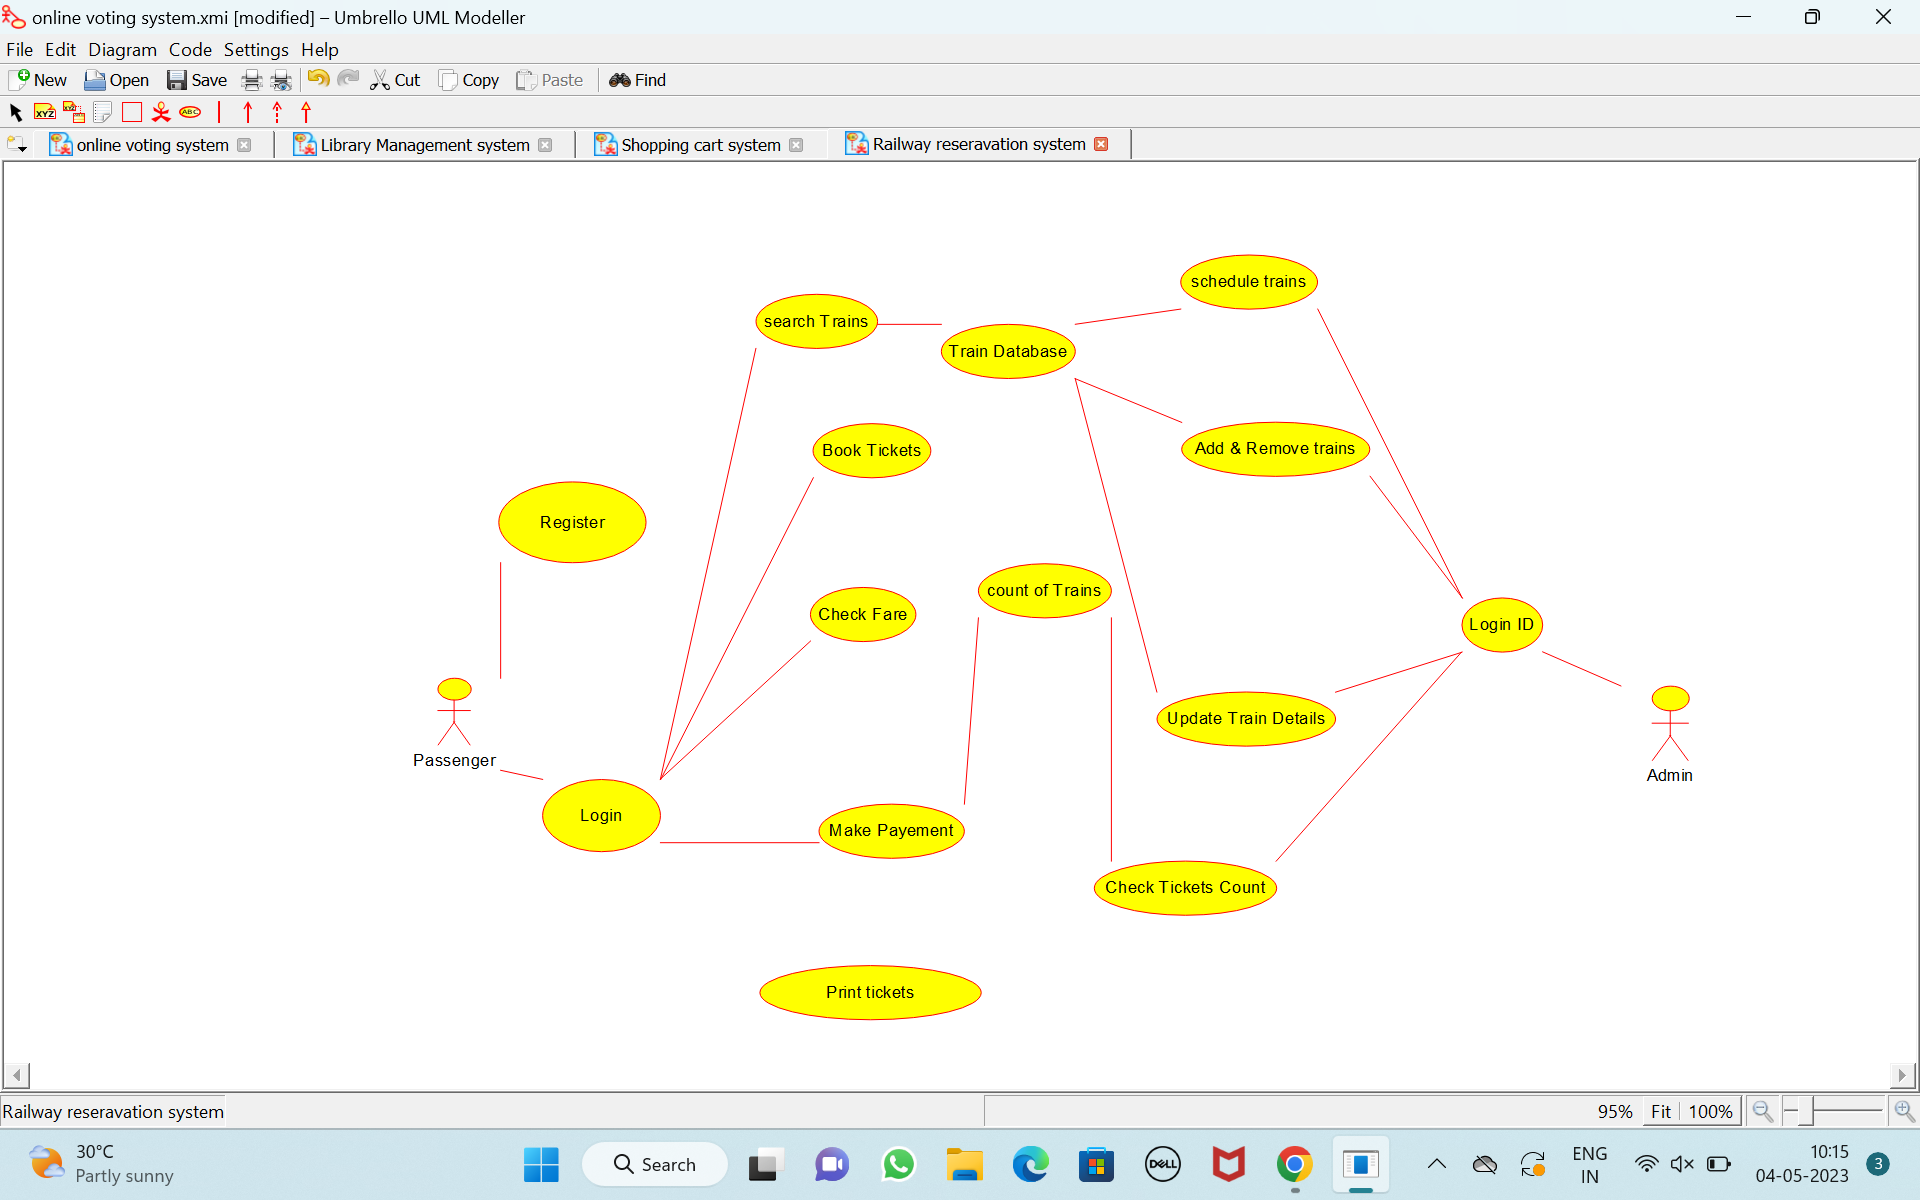 online voting system.xmi [modified] – Umbrello UML Modeller
File Edit Diagram Code Settings Help
New Open Save Cut Copy Paste Find
XYZ XYZ ABC
online voting system Library Management system Shopping cart system Railway reseravation system
schedule trains
search Trains
Train Database
Book Tickets
Add & Remove trains
Register
count of Trains
Check Fare
Login ID
Update Train Details
Passenger
Admin
Login
Make Payement
Check Tickets Count
Print tickets
Railway reseravation system
95% Fit 100%
30°C
Partly sunny
Search
DELL
ENG
IN
10:15
04-05-2023
3